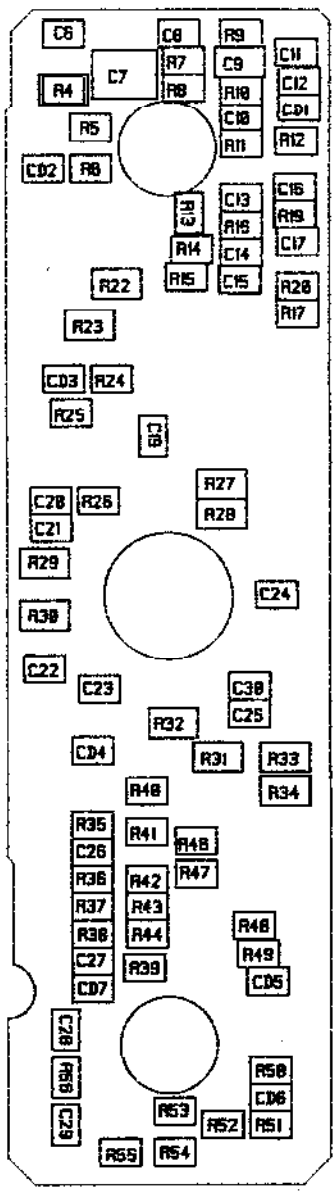 C6 C8 R9
R7 C9 C11
R4 C7 R8 R10 C12
R5 C10 CD1
CD2 R6 R11 R12
R13 C13 C16
R14 R16 R19
R15 C14 C17
R22 C15 R20
R23 R17
CD3 R24
R25
R27
C20 R26 R28
C21
R29
R30 C24
C22
C23 C30
R32 C25
CD4 R31 R33
R40 R34
R35 R41
C26 R46
R36 R42 R47
R37 R43
R38 R44 R48
C27 R39 R49
CD7 CD5
C28
R56 R50
R53 CD6
C29 R52 R51
R55 R54